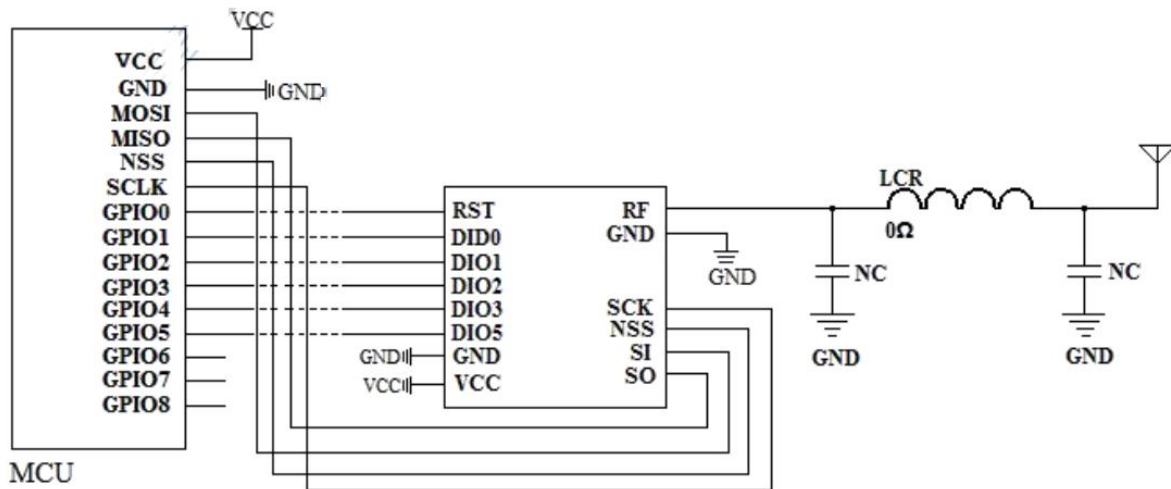 VCC
VCC
GND
GND
MOSI
MISO
NSS
SCLK
GPIO0
GPIO1
GPIO2
GPIO3
GPIO4
GPIO5
GPIO6
GPIO7
GPIO8
MCU
RST
DID0
DIO1
DIO2
DIO3
DIO5
GND
GND
VCC
VCC
RF
GND
GND
SCK
NSS
SI
SO
LCR
0Ω
NC
GND
NC
GND